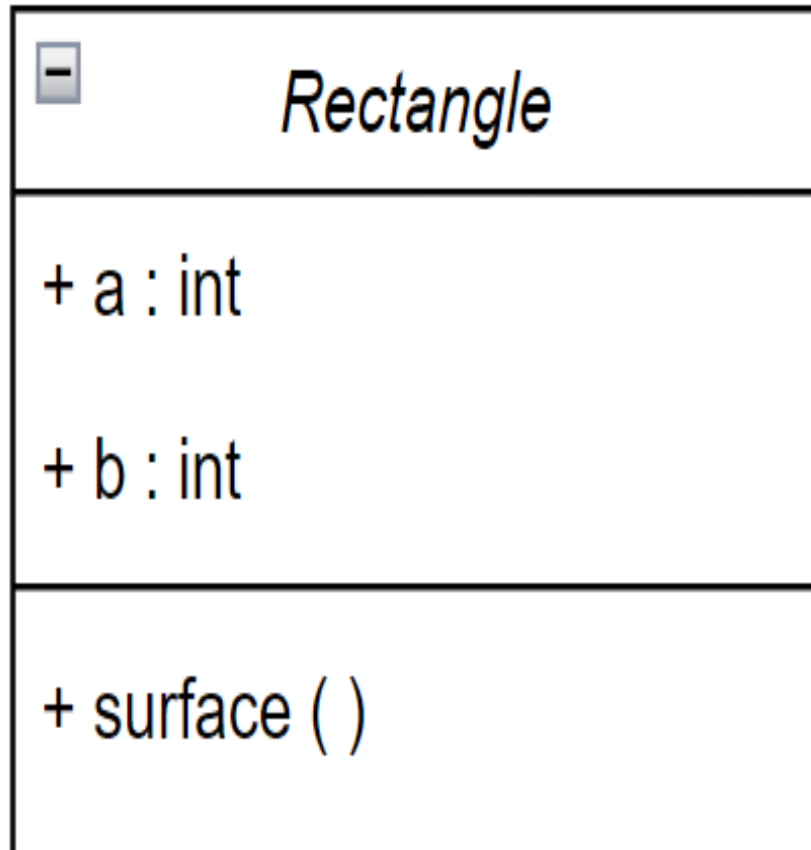 Rectangle
+ a : int
+ b : int
+ surface ( )